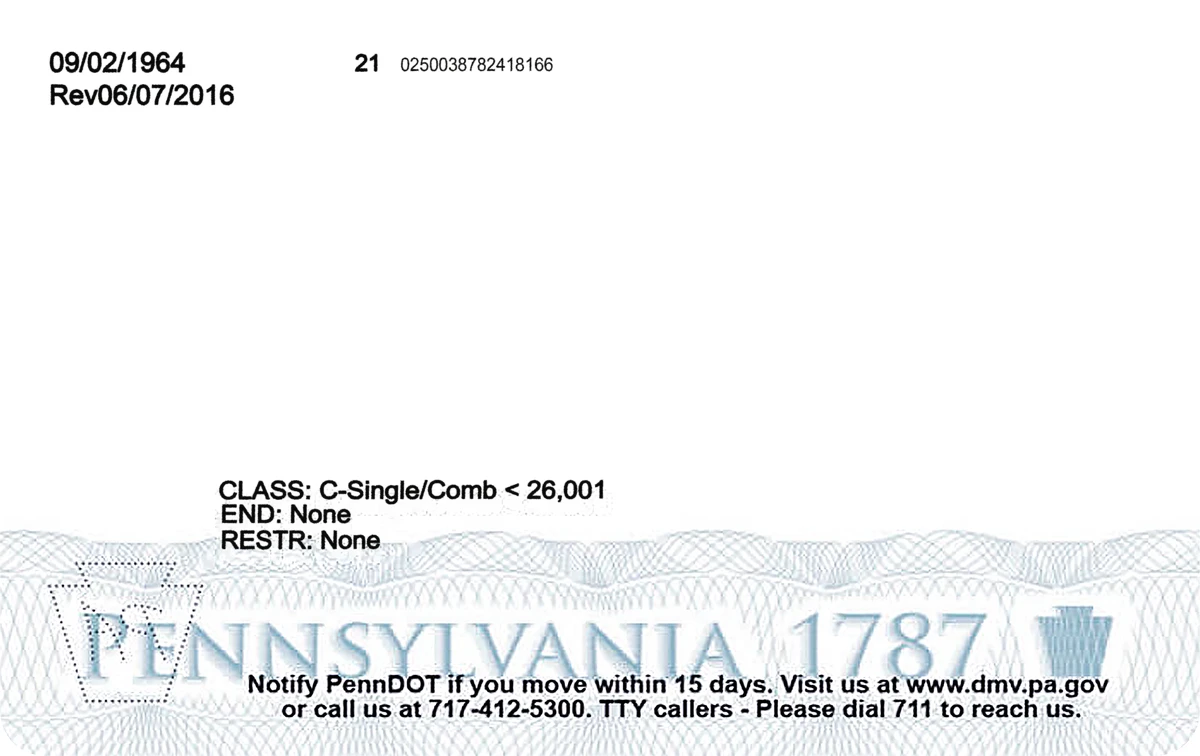 09/02/1964
21 0250038782418166
Rev06/07/2016
CLASS: C-Single/Comb < 26,001
END: None
RESTR: None
PA
PENNSYLVANIA 1787
Notify PennDOT if you move within 15 days. Visit us at www.dmv.pa.gov
or call us at 717-412-5300. TTY callers - Please dial 711 to reach us.